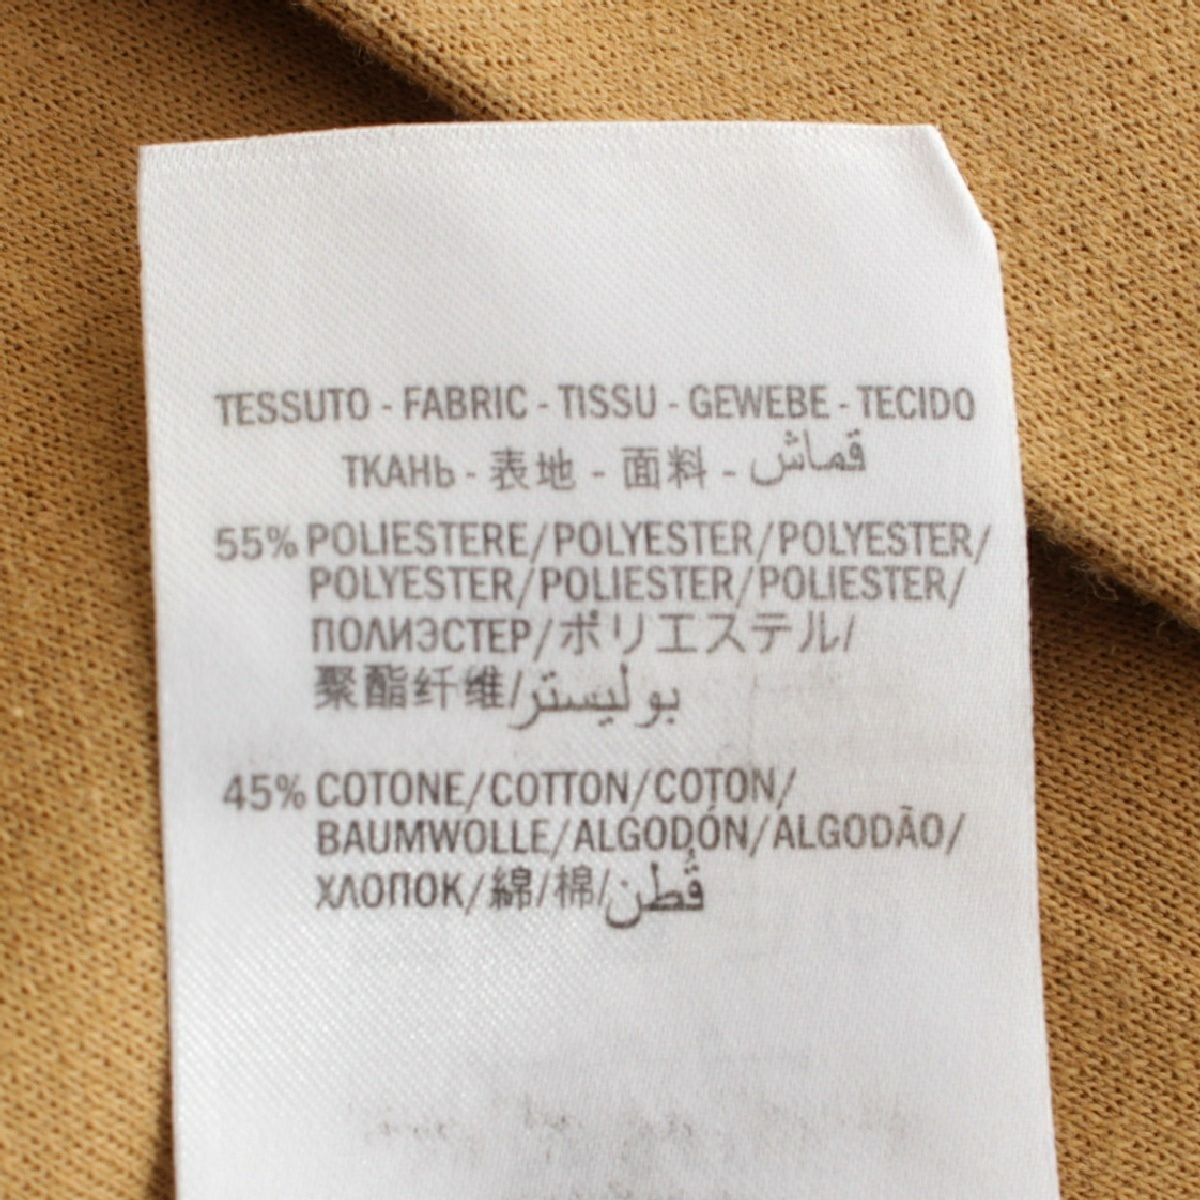 TESSUTO - FABRIC - TISSU - GEWEBE - TECIDO
ТКАНЬ - 表地 - 面料 - قماش
55% POLIESTERE/POLYESTER/POLYESTER/
POLYESTER/POLIESTER/POLIESTER/
ПОЛИЭСТЕР/ポリエステル/
聚酯纤维/بوليستر
45% COTONE/COTTON/COTON/
BAUMWOLLE/ALGODÓN/ALGODÃO/
ХЛОПОК/綿/棉/قُطن